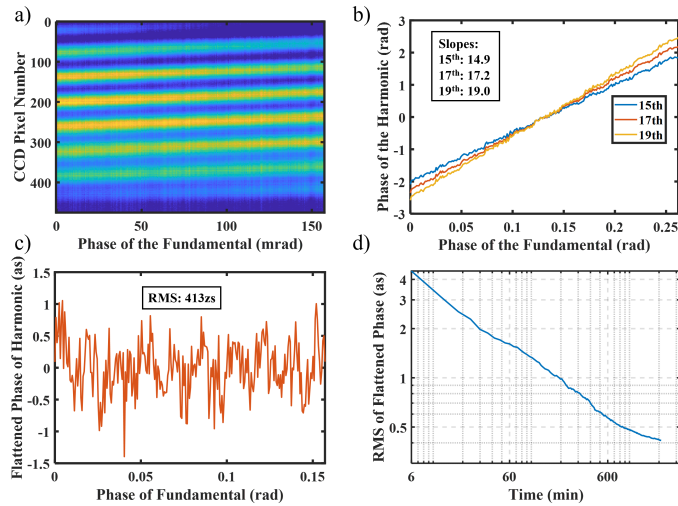 a)
0
100
200
300
400
CCD Pixel Number
0
50
100
150
Phase of the Fundamental (mrad)
b)
3
2
1
0
-1
-2
-3
Phase of the Harmonic (rad)
Slopes:
15th: 14.9
17th: 17.2
19th: 19.0
15th
17th
19th
0
0.05
0.1
0.15
0.2
0.25
Phase of the Fundamental (rad)
c)
1.5
1
0.5
0
-0.5
-1
-1.5
Flattened Phase of Harmonic (as)
RMS: 413zs
0
0.05
0.1
0.15
Phase of Fundamental (rad)
d)
4
3
2
1
0.5
RMS of Flattened Phase (as)
6
60
600
Time (min)